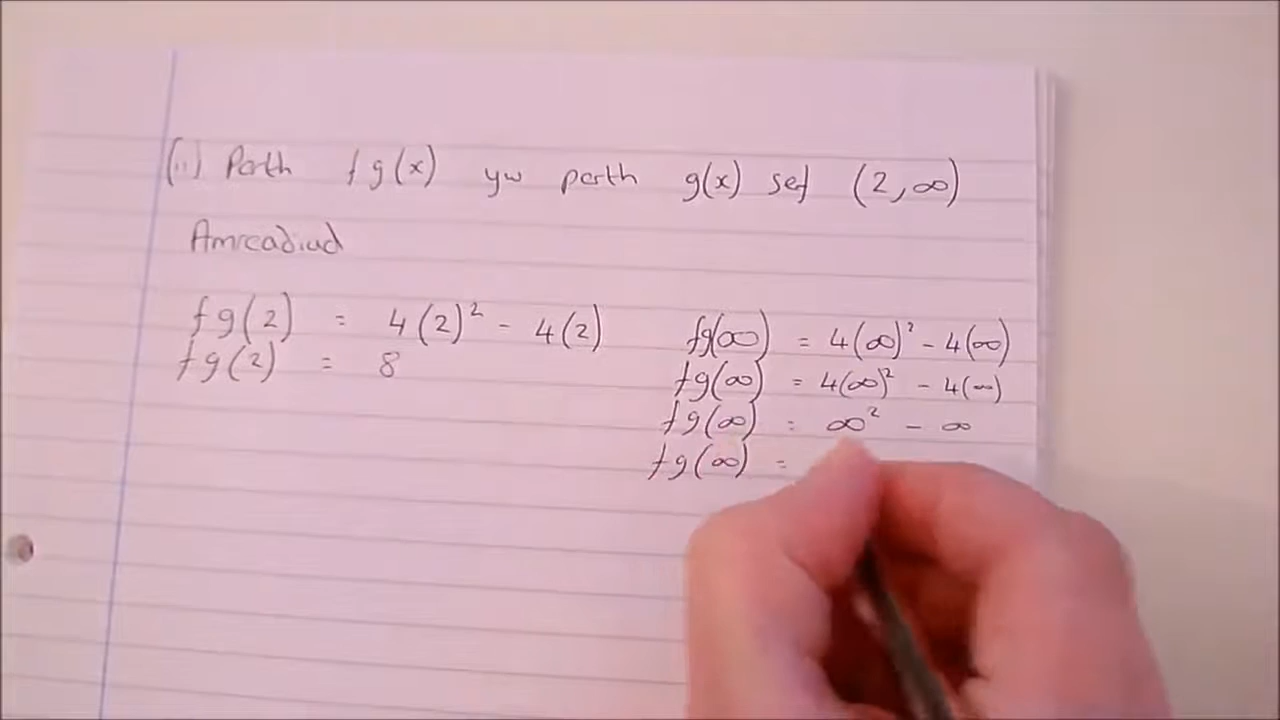 (ii) Parth fg(x) yw parth g(x) sef (2, ∞)
Amrediad
fg(2) = 4(2)² - 4(2)
fg(2) = 8
fg(∞) = 4(∞)² - 4(∞)
fg(∞) = 4(∞)² - 4(∞)
fg(∞) = ∞² - ∞
fg(∞) =